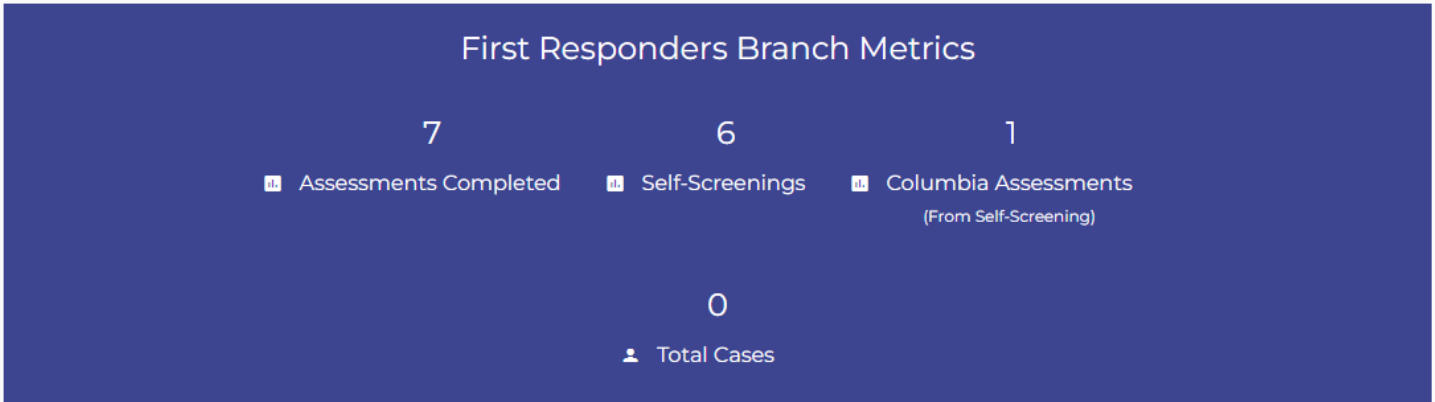 First Responders Branch Metrics
7 6 1
Assessments Completed Self-Screenings Columbia Assessments
(From Self-Screening)
0
Total Cases